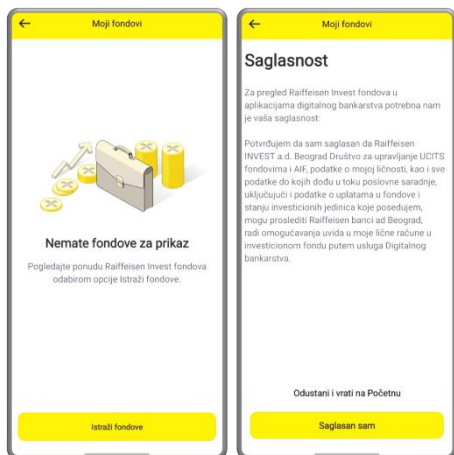 Moji fondovi
Nemate fondove za prikaz
Pogledajte ponudu Raiffeisen Invest fondova
odabirom opcije Istraži fondove.
Istraži fondove
Moji fondovi
Saglasnost
Za pregled Raiffeisen Invest fondova u
aplikacijama digitalnog bankarstva potrebna nam
je vaša saglasnost:
Potvrđujem da sam saglasan da Raiffeisen
INVEST a.d. Beograd Društvo za upravljanje UCITS
fondovima i AIF, podatke o mojoj ličnosti, kao i sve
podatke do kojih dođu u toku poslovne saradnje,
uključujući i podatke o uplatama u fondove i
stanju investicionih jedinica koje posedujem,
mogu proslediti Raiffeisen banci ad Beograd,
radi omogućavanja uvida u moje lične račune u
investicionom fondu putem usluga Digitalnog
bankarstva.
Odustani i vrati na Početnu
Saglasan sam